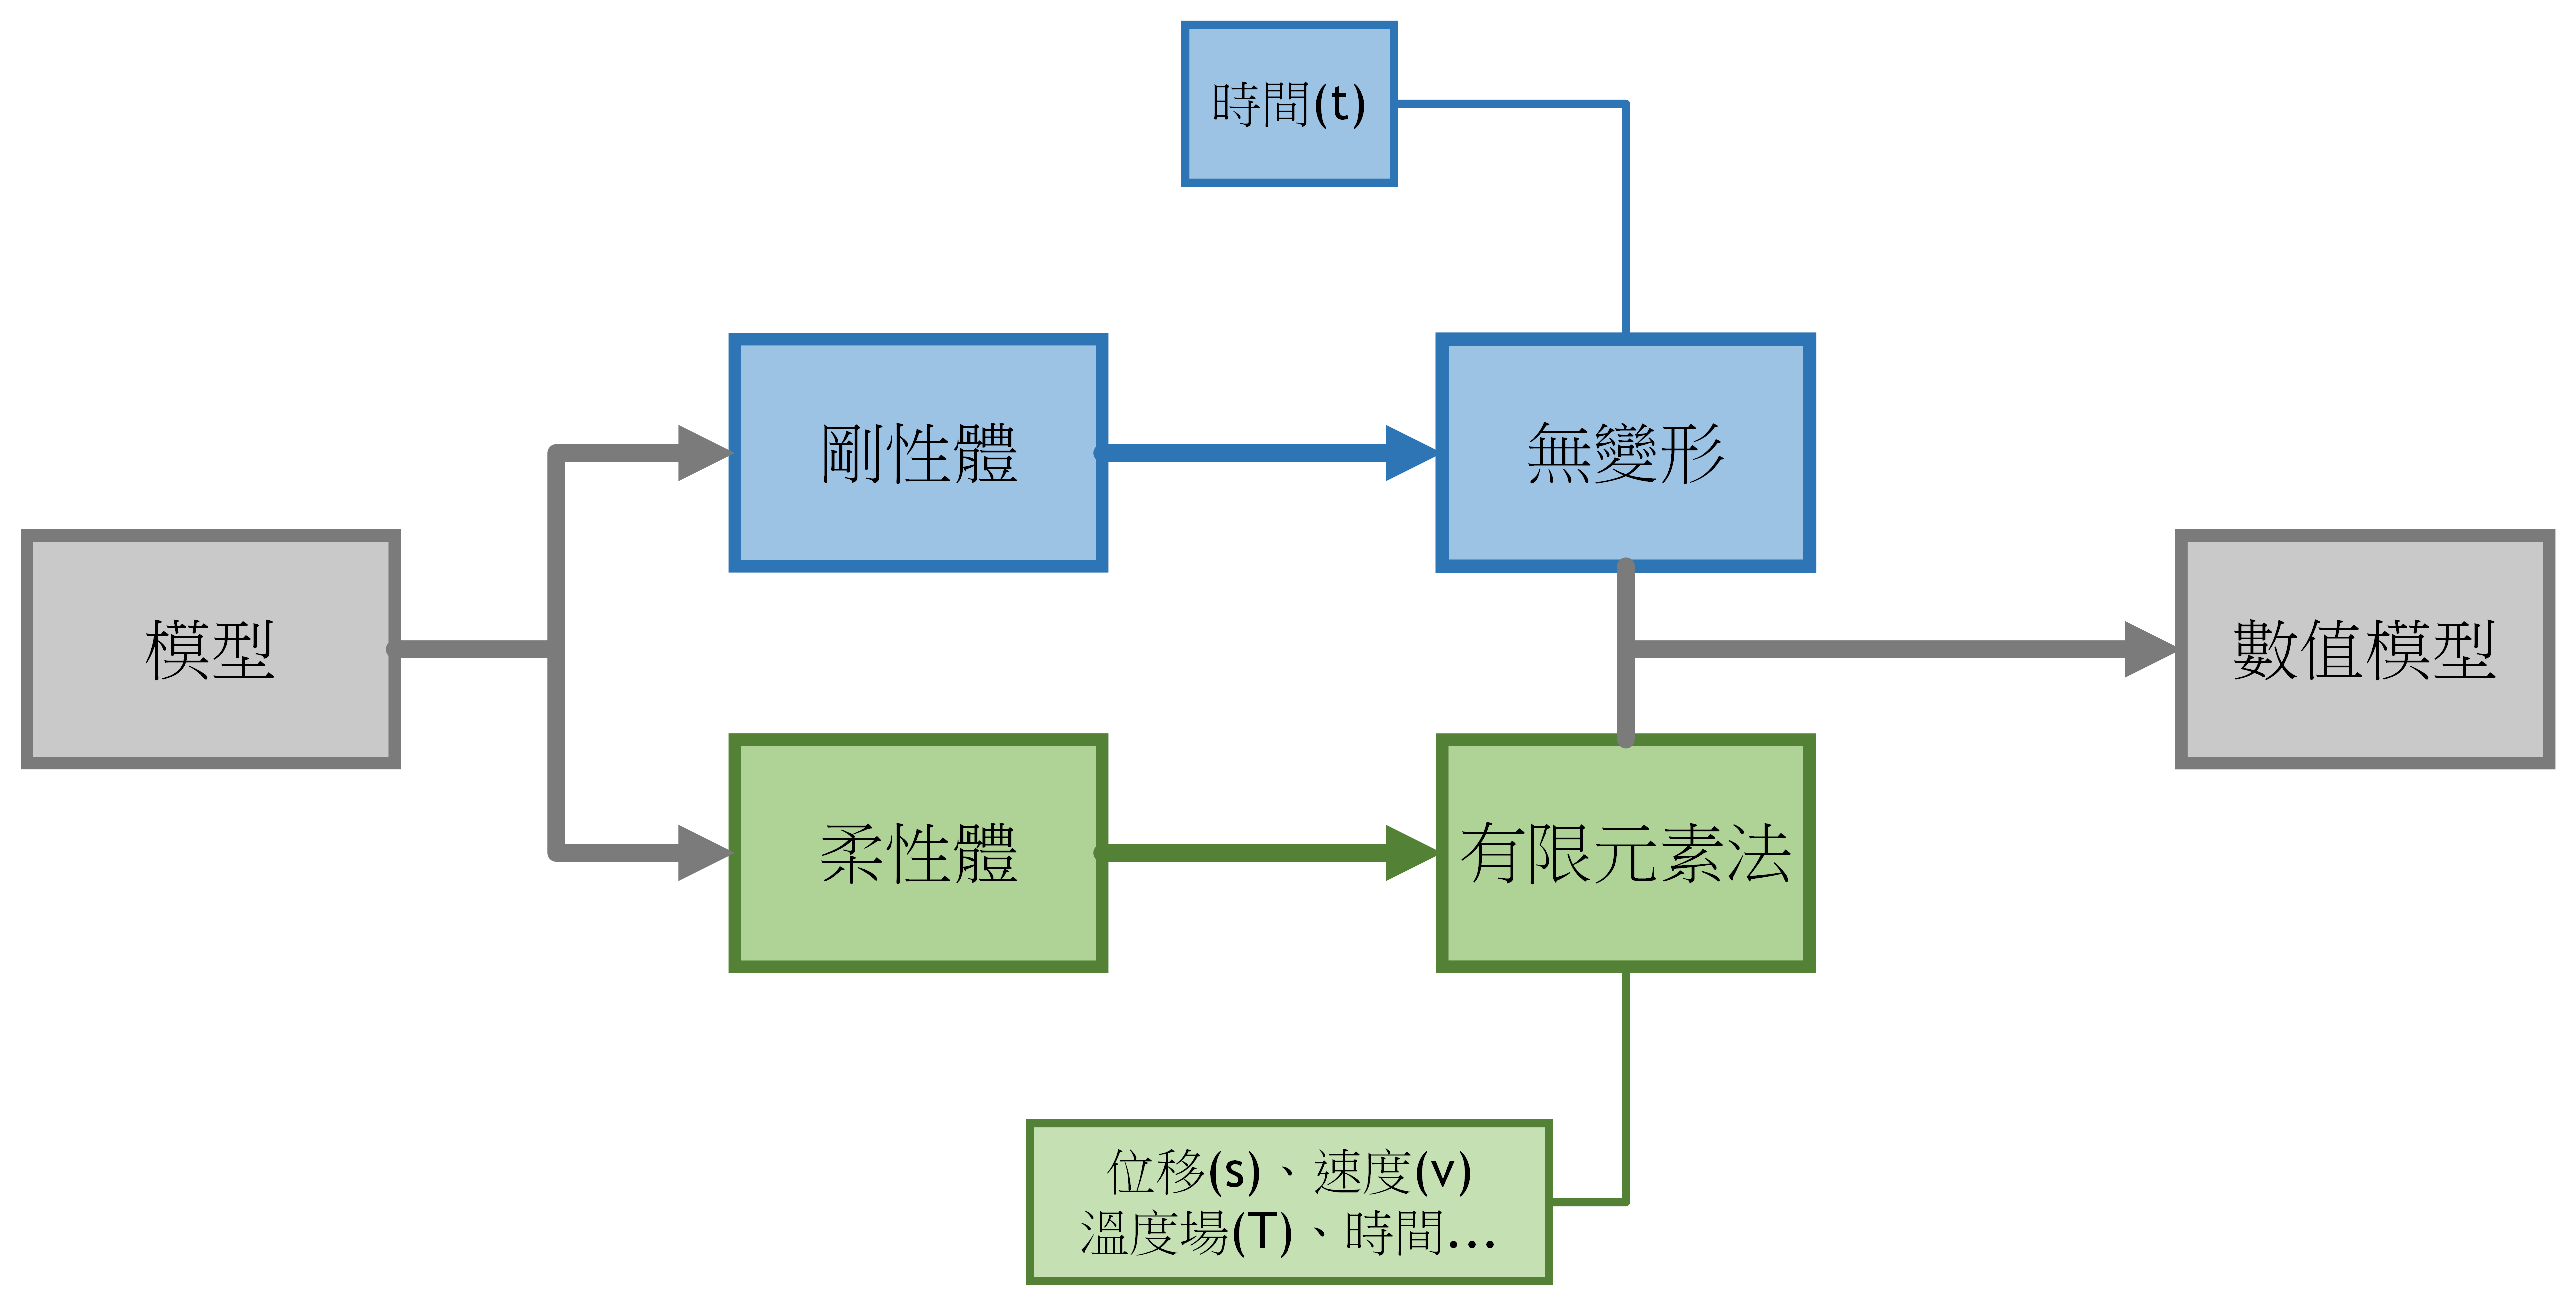 時間(t)
剛性體
無變形
模型
數值模型
柔性體
有限元素法
位移(s)、速度(v)
溫度場(T)、時間…